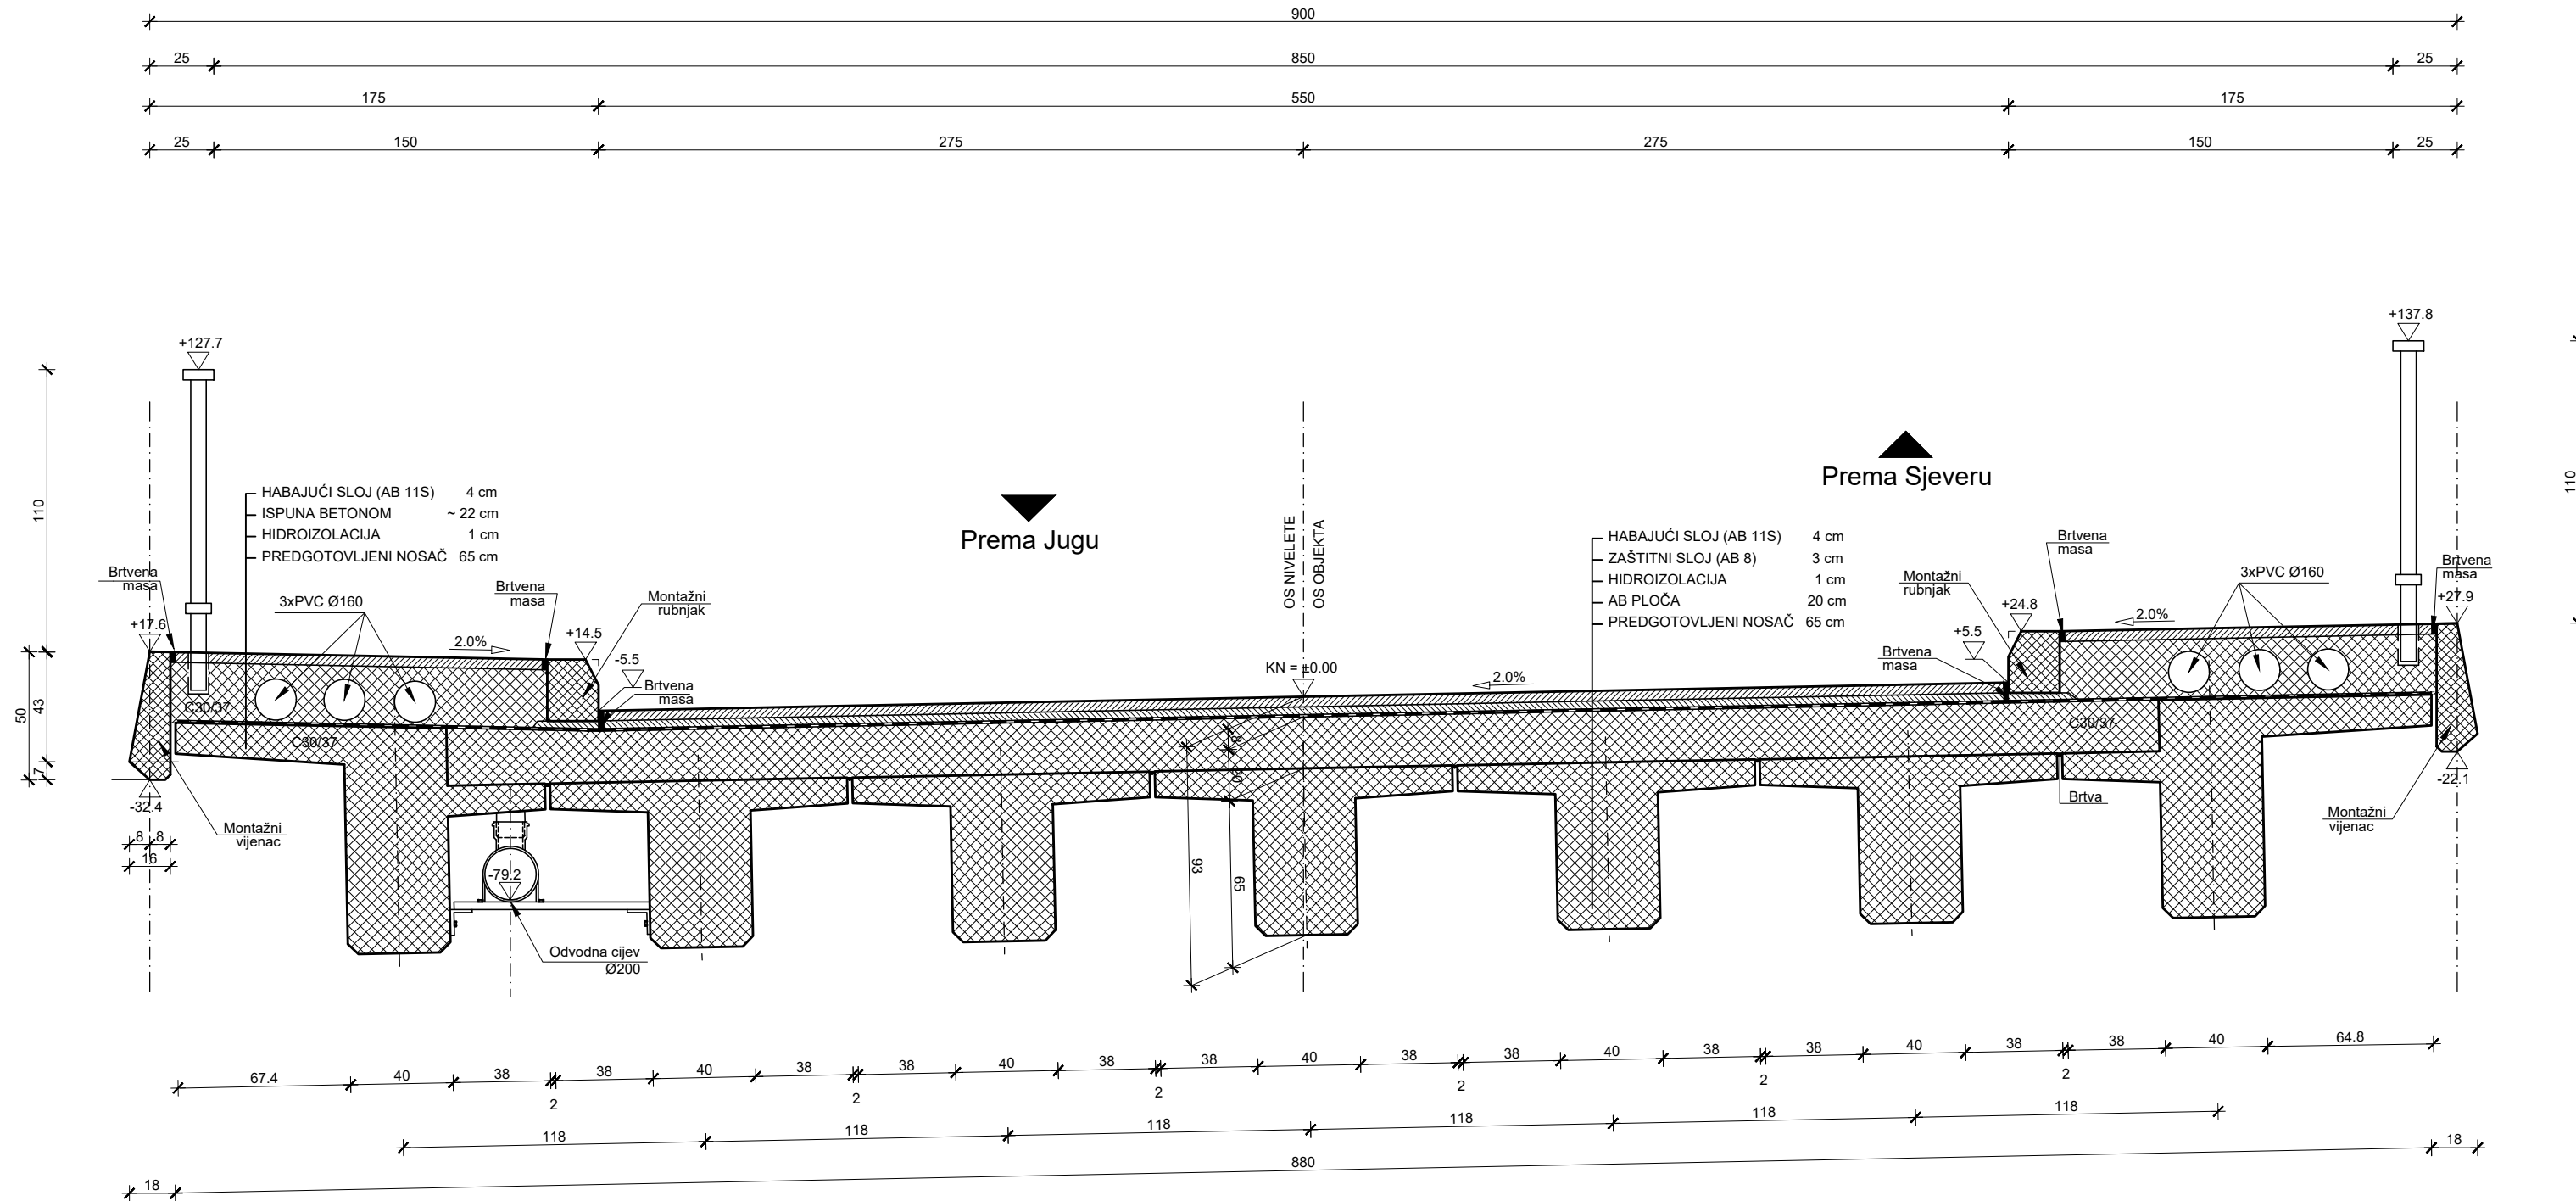 900
25 850 25
175 550 175
25 150 275 275 150 25
+137.8
+127.7
110
110
Prema Sjeveru
Prema Jugu
HABAJUĆI SLOJ (AB 11S) 4 cm
ISPUNA BETONOM ~ 22 cm
HIDROIZOLACIJA 1 cm
PREDGOTOVLJENI NOSAČ 65 cm
OS NIVELETE
OS OBJEKTA
HABAJUĆI SLOJ (AB 11S) 4 cm
ZAŠTITNI SLOJ (AB 8) 3 cm
HIDROIZOLACIJA 1 cm
AB PLOČA 20 cm
PREDGOTOVLJENI NOSAČ 65 cm
Brtvena
masa
3xPVC Ø160
Brtvena
masa
Montažni
rubnjak
Brtvena
masa
Montažni
rubnjak
3xPVC Ø160
Brtvena
masa
+17.6
2.0%
+14.5
-5.5
Brtvena
masa
KN = ±0.00
2.0%
Brtvena
masa
+5.5
+24.8
2.0%
+27.9
C30/37
C30/37
C30/37
50
43
7
-32.4
8 8
16
Montažni
vijenac
8
20
93
65
-79.2
Odvodna cijev
Ø200
Brtva
-22.1
Montažni
vijenac
67.4 40 38 38 40 38 38 40 38 38 40 38 38 40 38 38 40 38 38 40 64.8
2 2 2 2 2 2
118 118 118 118 118 118
18 880 18